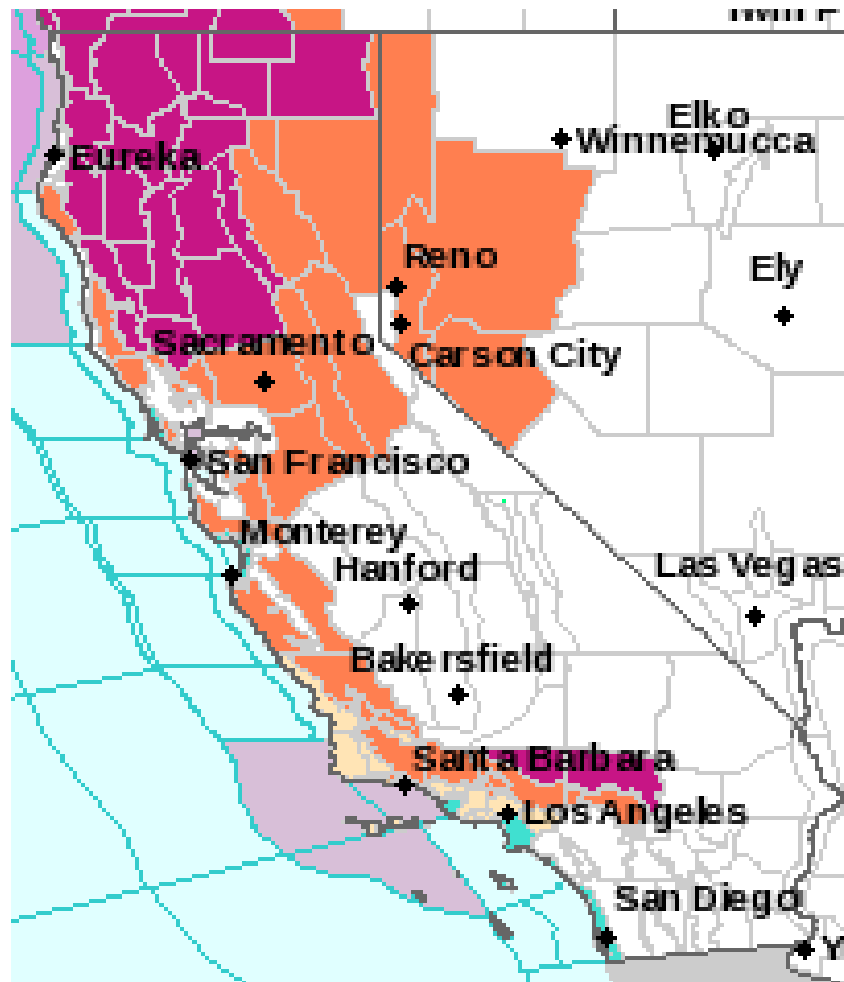 Elko
Winnemucca
Eureka
Reno
Ely
Sacramento
Carson City
San Francisco
Monterey
Hanford
Las Vegas
Bakersfield
Santa Barbara
Los Angeles
San Diego
Y